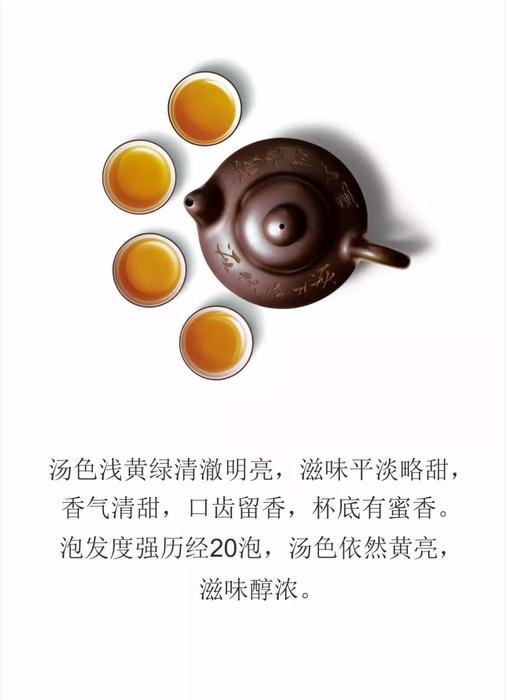 汤色浅黄绿清澈明亮，滋味平淡略甜，
香气清甜，口齿留香，杯底有蜜香。
泡发度强历经20泡，汤色依然黄亮，
滋味醇浓。